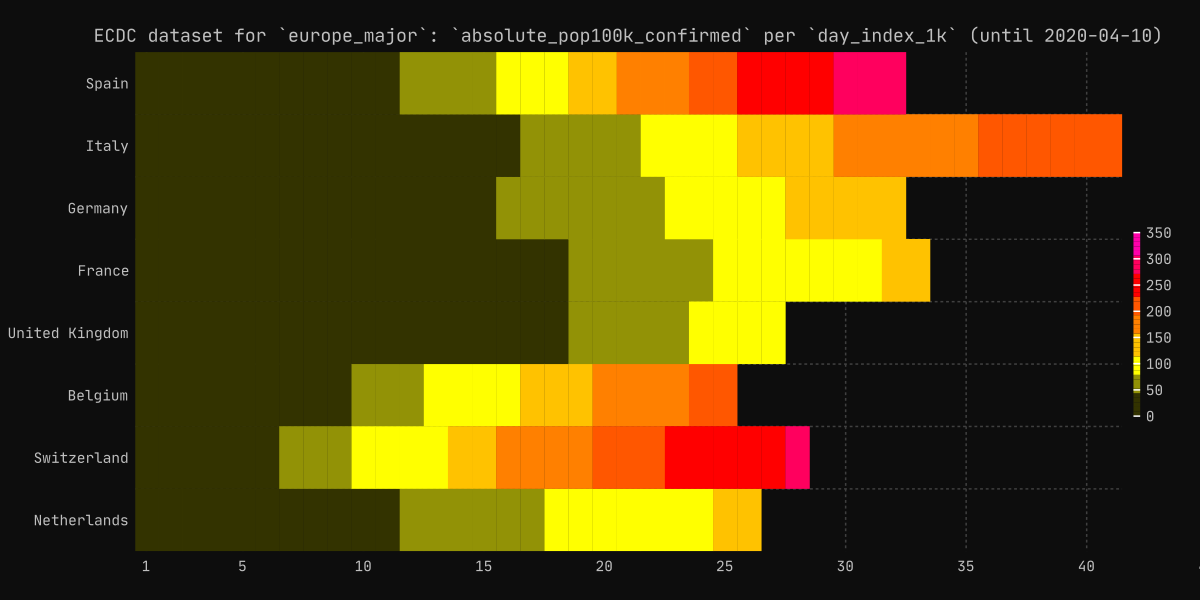 ECDC dataset for `europe_major`: `absolute_pop100k_confirmed` per `day_index_1k` (until 2020-04-10)
Spain
Italy
Germany
France
United Kingdom
Belgium
Switzerland
Netherlands
1 5 10 15 20 25 30 35 40
350
300
250
200
150
100
50
0